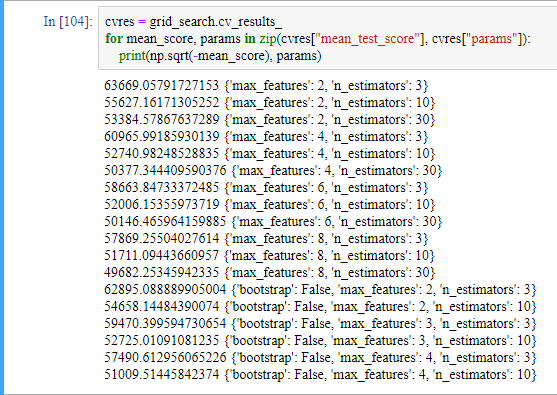 In [104]:
cvres = grid_search.cv_results_
for mean_score, params in zip(cvres["mean_test_score"], cvres["params"]):
    print(np.sqrt(-mean_score), params)
63669.05791727153 {'max_features': 2, 'n_estimators': 3}
55627.16171305252 {'max_features': 2, 'n_estimators': 10}
53384.57867637289 {'max_features': 2, 'n_estimators': 30}
60965.99185930139 {'max_features': 4, 'n_estimators': 3}
52740.98248528835 {'max_features': 4, 'n_estimators': 10}
50377.344409590376 {'max_features': 4, 'n_estimators': 30}
58663.84733372485 {'max_features': 6, 'n_estimators': 3}
52006.15355973719 {'max_features': 6, 'n_estimators': 10}
50146.465964159885 {'max_features': 6, 'n_estimators': 30}
57869.25504027614 {'max_features': 8, 'n_estimators': 3}
51711.09443660957 {'max_features': 8, 'n_estimators': 10}
49682.25345942335 {'max_features': 8, 'n_estimators': 30}
62895.088889905004 {'bootstrap': False, 'max_features': 2, 'n_estimators': 3}
54658.14484390074 {'bootstrap': False, 'max_features': 2, 'n_estimators': 10}
59470.399594730654 {'bootstrap': False, 'max_features': 3, 'n_estimators': 3}
52725.01091081235 {'bootstrap': False, 'max_features': 3, 'n_estimators': 10}
57490.612956065226 {'bootstrap': False, 'max_features': 4, 'n_estimators': 3}
51009.51445842374 {'bootstrap': False, 'max_features': 4, 'n_estimators': 10}